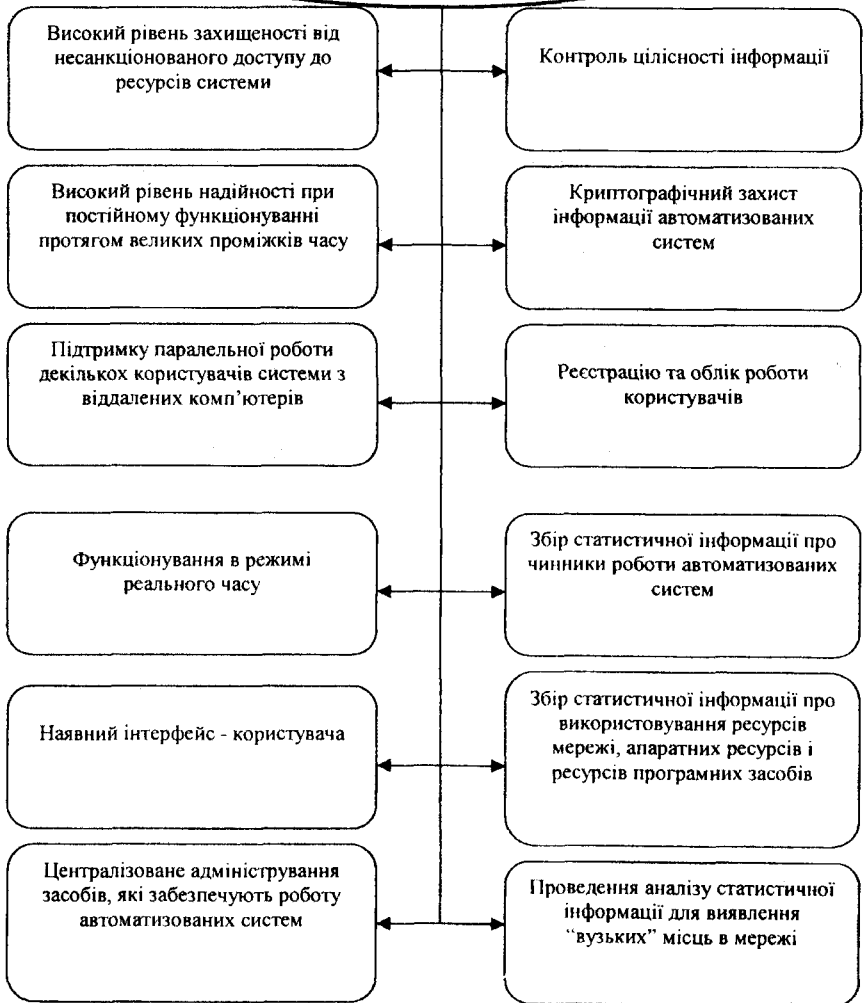 Високий рівень захищеності від
несанкціонованого доступу до
ресурсів системи
Контроль цілісності інформації
Високий рівень надійності при
постійному функціонуванні
протягом великих проміжків часу
Криптографічний захист
інформації автоматизованих
систем
Підтримку паралельної роботи
декількох користувачів системи з
віддалених комп’ютерів
Реєстрацію та облік роботи
користувачів
Функціонування в режимі
реального часу
Збір статистичної інформації про
чинники роботи автоматизованих
систем
Наявний інтерфейс - користувача
Збір статистичної інформації про
використовування ресурсів
мережі, апаратних ресурсів і
ресурсів програмних засобів
Централізоване адміністрування
засобів, які забезпечують роботу
автоматизованих систем
Проведення аналізу статистичної
інформації для виявлення
“вузьких” місць в мережі